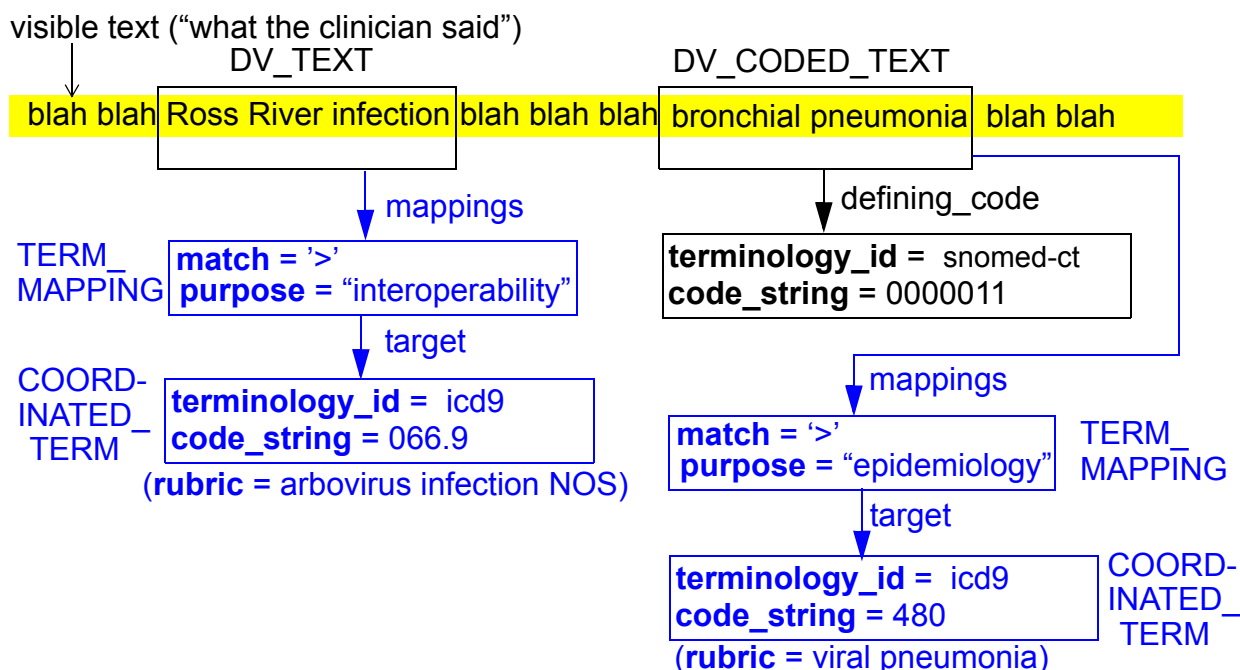 visible text (“what the clinician said”)
DV_TEXT
DV_CODED_TEXT
blah blah Ross River infection blah blah blah bronchial pneumonia blah blah
mappings
defining_code
TERM_
MAPPING
match = ‘>’
purpose = “interoperability”
terminology_id = snomed-ct
code_string = 0000011
target
COORD-
INATED_
TERM
terminology_id = icd9
code_string = 066.9
(rubric = arbovirus infection NOS)
mappings
match = ‘>’
purpose = “epidemiology”
TERM_
MAPPING
target
terminology_id = icd9
code_string = 480
COORD-
INATED_
TERM
(rubric = viral pneumonia)